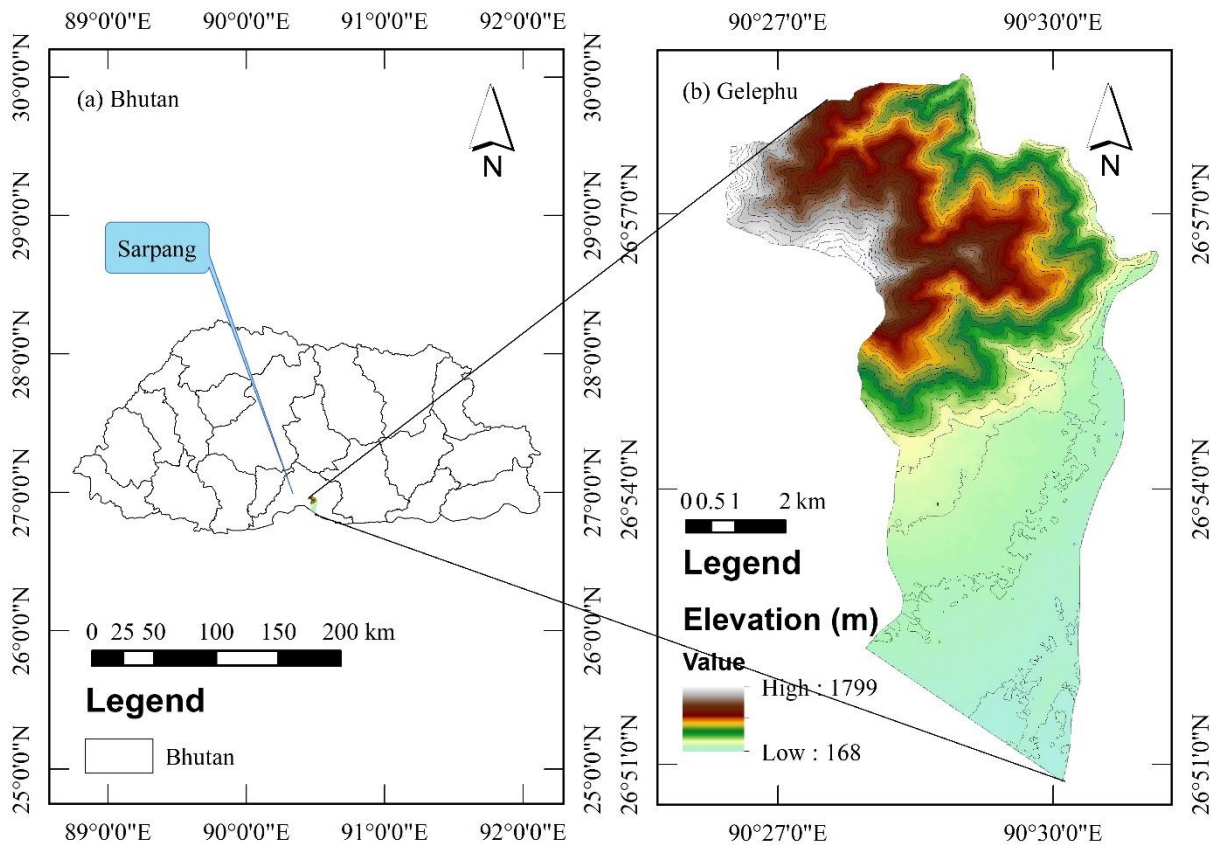 89°0'0"E 90°0'0"E 91°0'0"E 92°0'0"E
30°0'0"N
29°0'0"N
28°0'0"N
27°0'0"N
26°0'0"N
25°0'0"N
(a) Bhutan
N
Sarpang
0 25 50 100 150 200 km
Legend
Bhutan
30°0'0"N
29°0'0"N
28°0'0"N
27°0'0"N
26°0'0"N
25°0'0"N
89°0'0"E 90°0'0"E 91°0'0"E 92°0'0"E
90°27'0"E 90°30'0"E
(b) Gelephu
N
26°57'0"N
26°54'0"N
26°51'0"N
0 0.5 1 2 km
Legend
Elevation (m)
Value
High : 1799
Low : 168
26°57'0"N
26°54'0"N
26°51'0"N
90°27'0"E 90°30'0"E